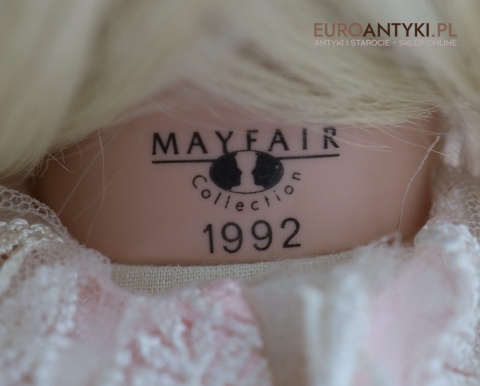 EUROANTYKI.PL
ANTYKI I STAROCIE - SKLEP ONLINE
MAYFAIR
Collection
1992